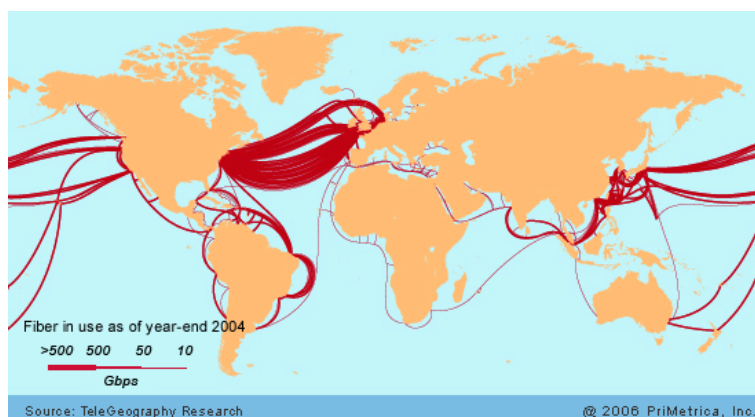 Fiber in use as of year-end 2004
>500 500 50 10
Gbps
Source: TeleGeography Research @ 2006 PriMetrica, Inc.